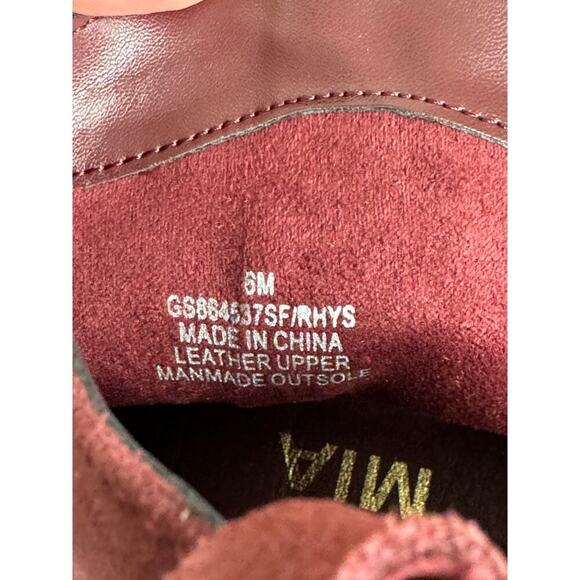 6M
GS864537SF/RHYS
MADE IN CHINA
LEATHER UPPER
MANMADE OUTSOLE
MIA